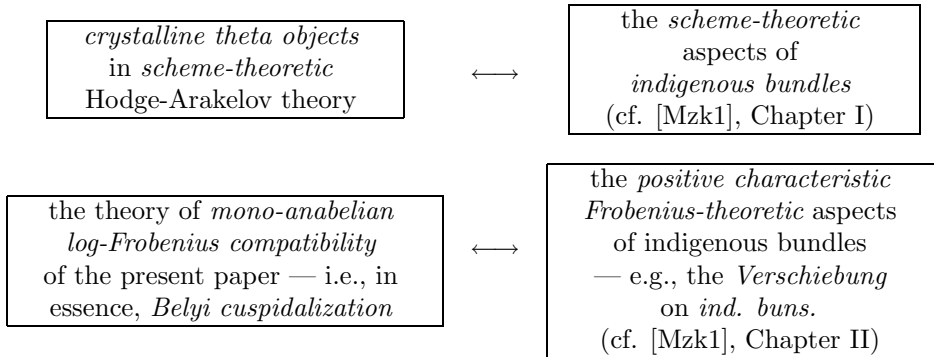 crystalline theta objects
in scheme-theoretic
Hodge-Arakelov theory
←→
the scheme-theoretic
aspects of
indigenous bundles
(cf. [Mzk1], Chapter I)
the theory of mono-anabelian
log-Frobenius compatibility
of the present paper — i.e., in
essence, Belyi cuspidalization
←→
the positive characteristic
Frobenius-theoretic aspects
of indigenous bundles
— e.g., the Verschiebung
on ind. buns.
(cf. [Mzk1], Chapter II)